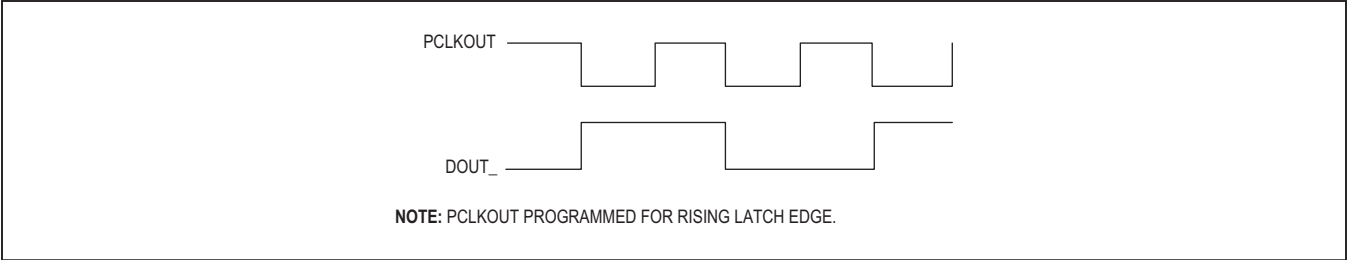 PCLKOUT
DOUT_
NOTE: PCLKOUT PROGRAMMED FOR RISING LATCH EDGE.